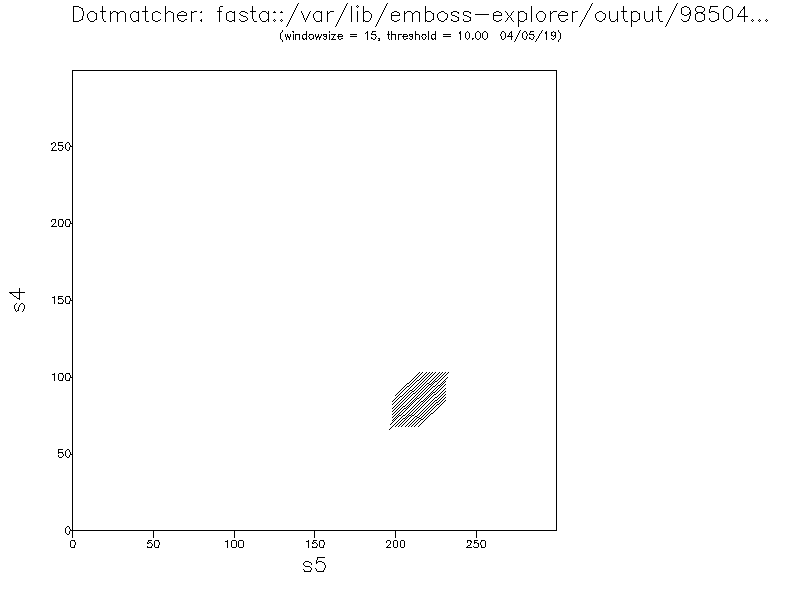 Dotmatcher: fasta::/var/lib/emboss-explorer/output/98504...
(windowsize = 15, threshold = 10.00  04/05/19)
250
200
150
s4
100
50
0
0 50 100 150 200 250
s5